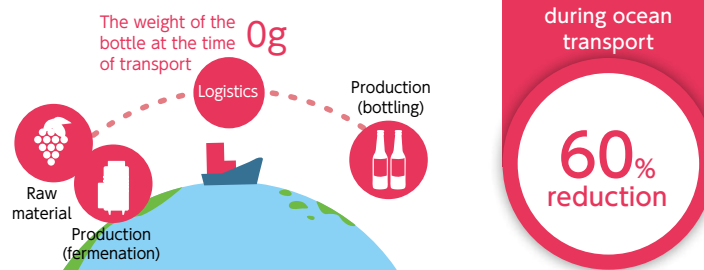 The weight of the
bottle at the time
of transport
0g
Logistics
Production
(bottling)
Raw
material
Production
(fermenation)
during ocean
transport
60%
reduction